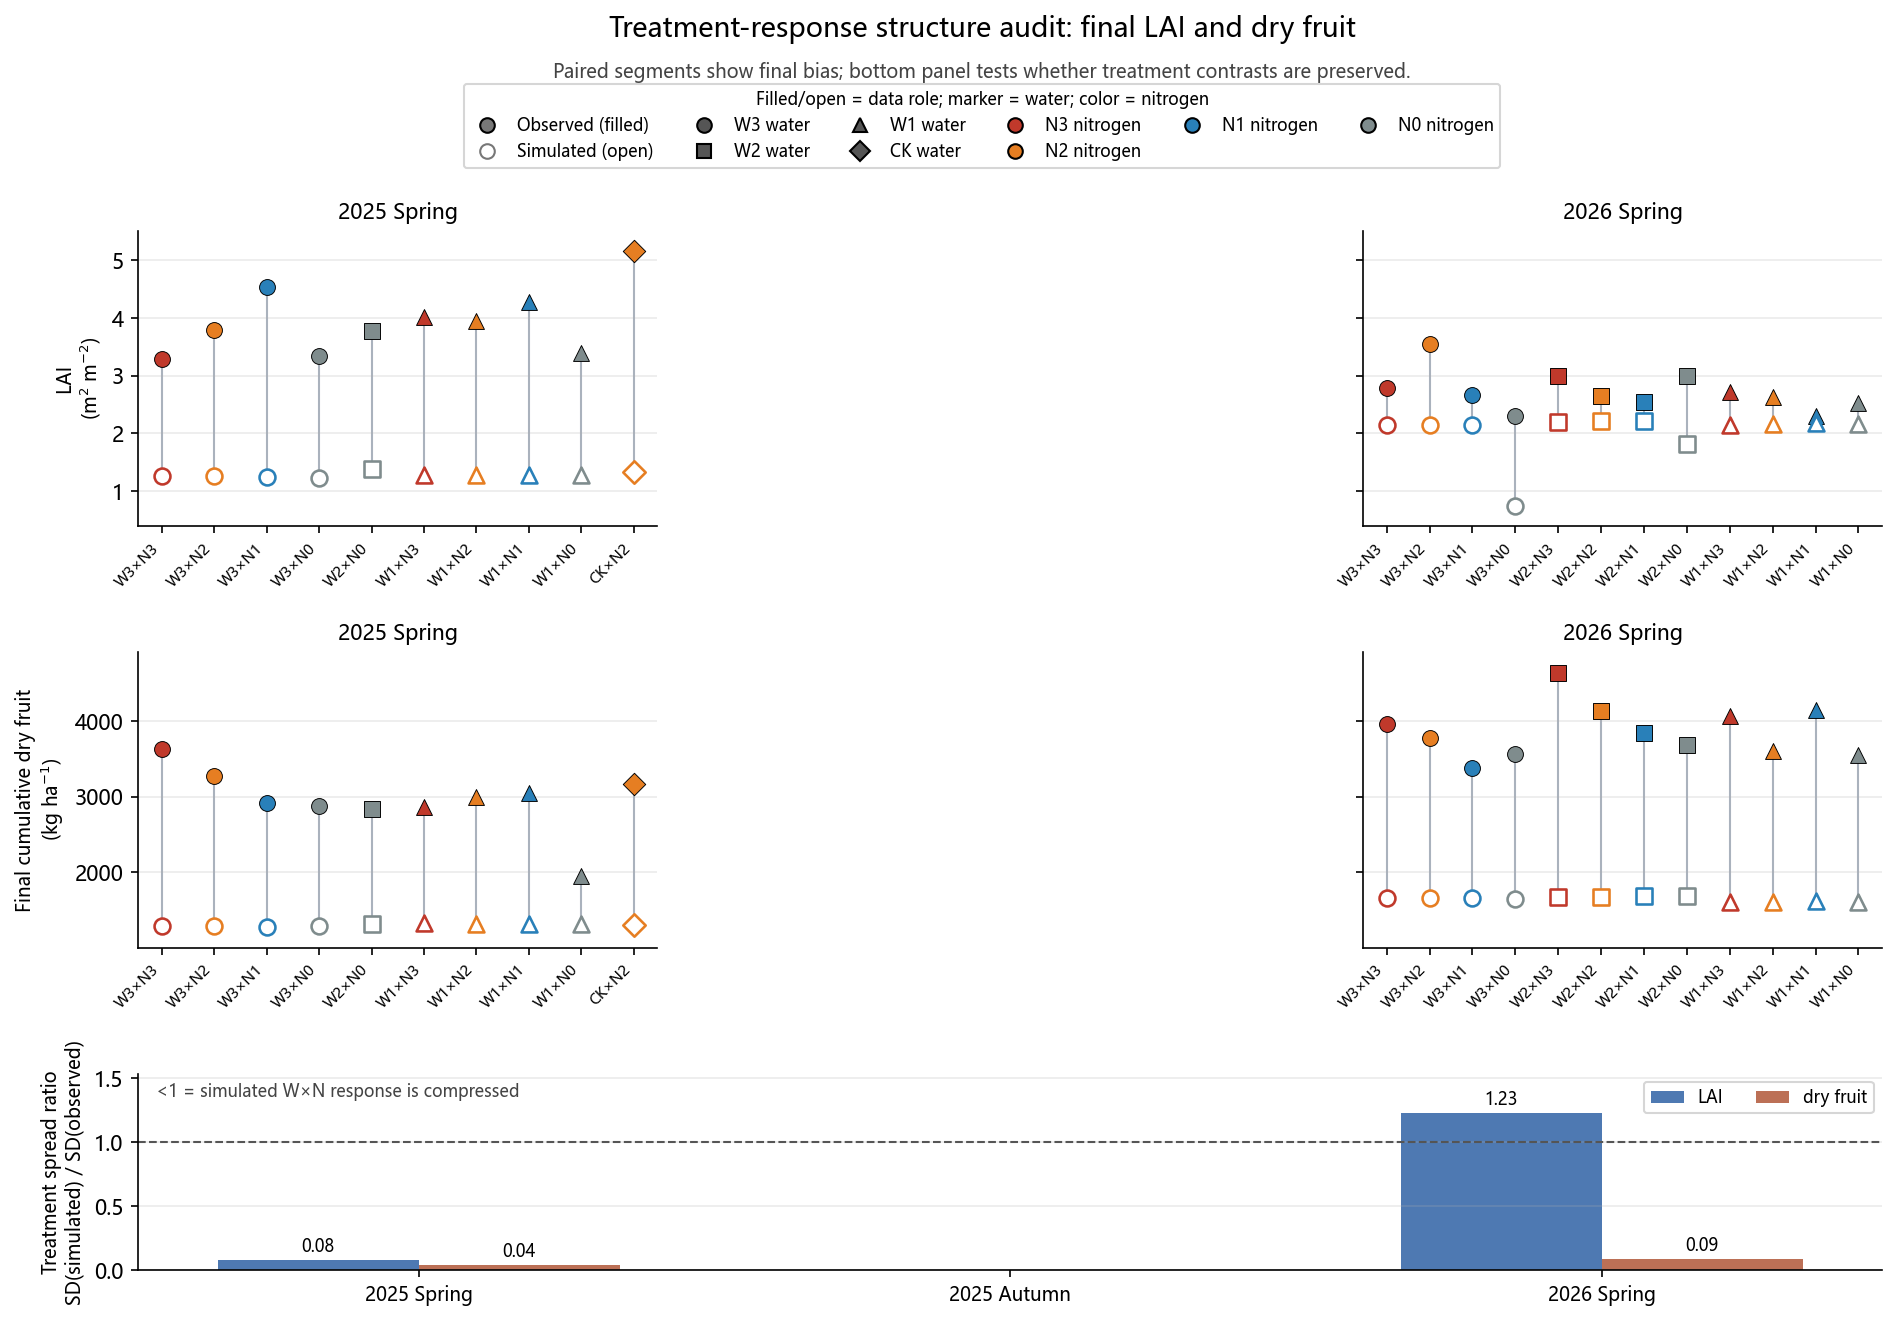 Treatment-response structure audit: final LAI and dry fruit
Paired segments show final bias; bottom panel tests whether treatment contrasts are preserved.
Filled/open = data role; marker = water; color = nitrogen
Observed (filled) W3 water W1 water N3 nitrogen N1 nitrogen N0 nitrogen
Simulated (open) W2 water CK water N2 nitrogen
2025 Spring
LAI
(m² m⁻²)
5
4
3
2
1
W3×N3 W3×N2 W3×N1 W3×N0 W2×N0 W1×N3 W1×N2 W1×N1 W1×N0 CK×N2
2026 Spring
W3×N3 W3×N2 W3×N1 W3×N0 W2×N3 W2×N2 W2×N1 W2×N0 W1×N3 W1×N2 W1×N1 W1×N0
2025 Spring
Final cumulative dry fruit
(kg ha⁻¹)
4000
3000
2000
W3×N3 W3×N2 W3×N1 W3×N0 W2×N0 W1×N3 W1×N2 W1×N1 W1×N0 CK×N2
2026 Spring
W3×N3 W3×N2 W3×N1 W3×N0 W2×N3 W2×N2 W2×N1 W2×N0 W1×N3 W1×N2 W1×N1 W1×N0
Treatment spread ratio
SD(simulated) / SD(observed)
1.5
1.0
0.5
0.0
<1 = simulated W×N response is compressed
LAI dry fruit
0.08 0.04 1.23 0.09
2025 Spring 2025 Autumn 2026 Spring